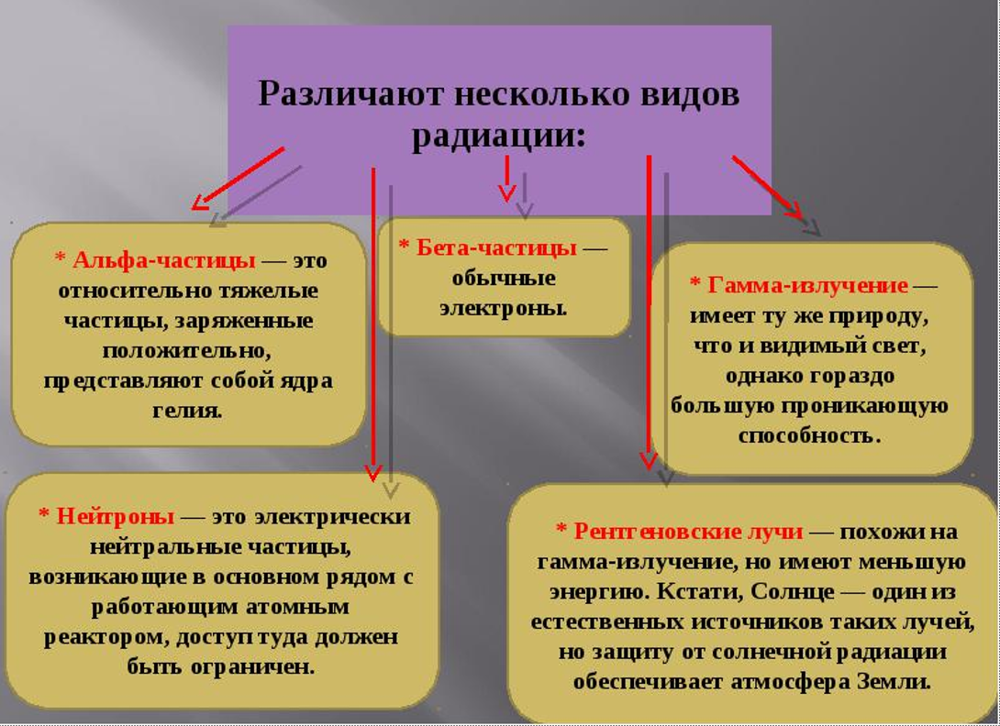 Различают несколько видов
радиации:
* Альфа-частицы — это
относительно тяжелые
частицы, заряженные
положительно,
представляют собой ядра
гелия.
* Бета-частицы —
обычные
электроны.
* Гамма-излучение —
имеет ту же природу,
что и видимый свет,
однако гораздо
большую проникающую
способность.
* Нейтроны — это электрически
нейтральные частицы,
возникающие в основном рядом с
работающим атомным
реактором, доступ туда должен
быть ограничен.
* Рентгеновские лучи — похожи на
гамма-излучение, но имеют меньшую
энергию. Кстати, Солнце — один из
естественных источников таких лучей,
но защиту от солнечной радиации
обеспечивает атмосфера Земли.